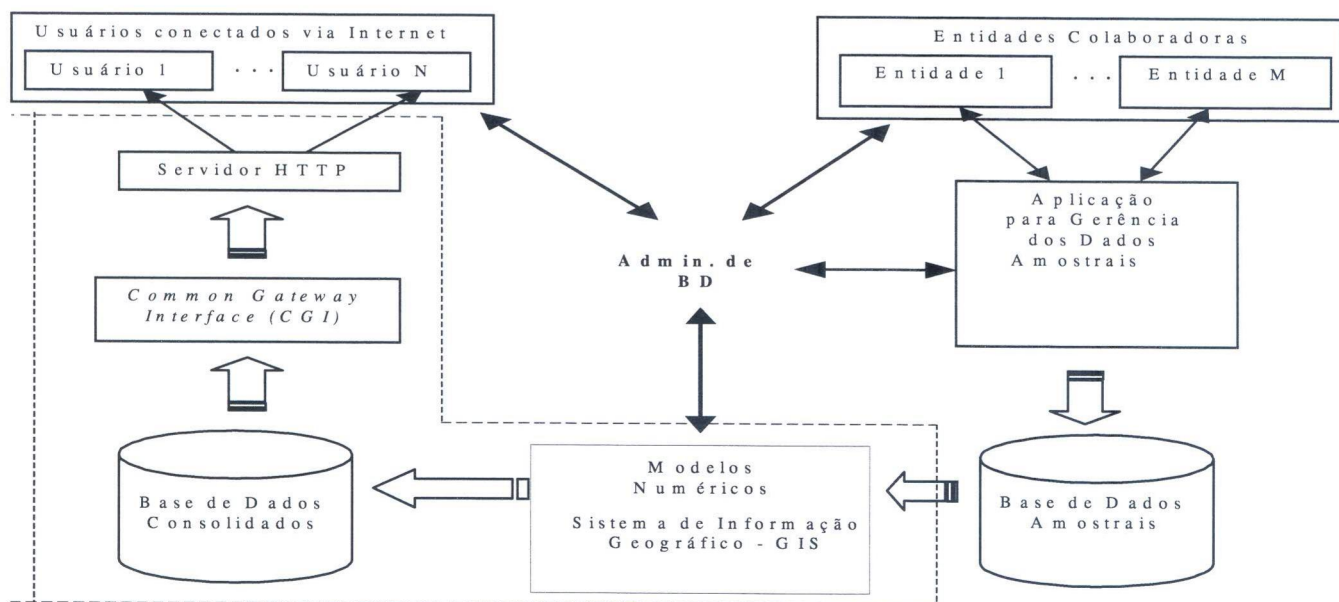 Usuários conectados via Internet
Usuário 1
...
Usuário N
Entidades Colaboradoras
Entidade 1
...
Entidade M
Servidor HTTP
Aplicação
para Gerência
dos Dados
Amostrais
Admin. de
BD
Common Gateway
Interface (CGI)
Modelos
Numéricos
Sistema de Informação
Geográfico - GIS
Base de Dados
Consolidados
Base de Dados
Amostrais